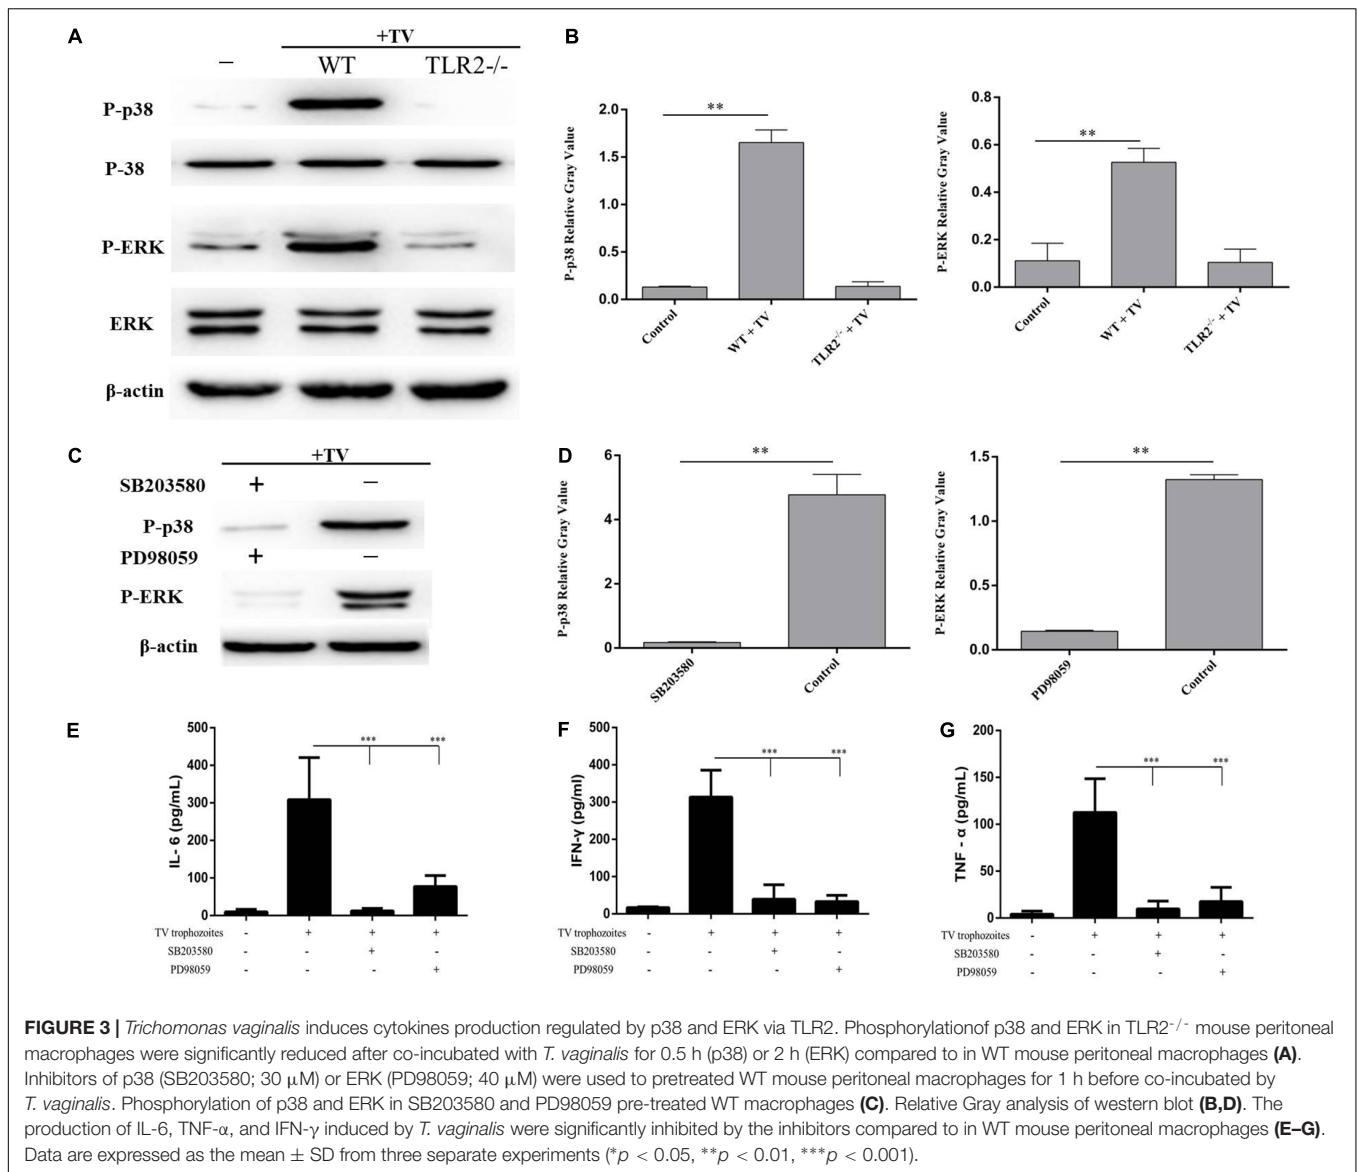 A
+TV
− WT TLR2-/-
P-p38
P-38
P-ERK
ERK
β-actin
B
P-p38 Relative Gray Value
2.0
1.5
1.0
0.5
0.0
**
Control
WT + TV
TLR2-/- + TV
P-ERK Relative Gray Value
0.8
0.6
0.4
0.2
0.0
**
Control
WT + TV
TLR2-/- + TV
C
+TV
SB203580 + −
P-p38
PD98059 + −
P-ERK
β-actin
D
P-p38 Relative Gray Value
6
4
2
0
**
SB203580
Control
P-ERK Relative Gray Value
1.5
1.0
0.5
0.0
**
PD98059
Control
E
IL- 6 (pg/mL)
500
400
300
200
100
0
*** ***
TV trophozoites - + + +
SB203580 - - + -
PD98059 - - - +
F
IFN-γ (pg/ml)
500
400
300
200
100
0
*** ***
TV trophozoites - + + +
SB203580 - - + -
PD98059 - - - +
G
TNF - α (pg/mL)
200
150
100
50
0
*** ***
TV trophozoites - + + +
SB203580 - - + -
PD98059 - - - +
FIGURE 3 | Trichomonas vaginalis induces cytokines production regulated by p38 and ERK via TLR2. Phosphorylationof p38 and ERK in TLR2-/- mouse peritoneal
macrophages were significantly reduced after co-incubated with T. vaginalis for 0.5 h (p38) or 2 h (ERK) compared to in WT mouse peritoneal macrophages (A).
Inhibitors of p38 (SB203580; 30 μM) or ERK (PD98059; 40 μM) were used to pretreated WT mouse peritoneal macrophages for 1 h before co-incubated by
T. vaginalis. Phosphorylation of p38 and ERK in SB203580 and PD98059 pre-treated WT macrophages (C). Relative Gray analysis of western blot (B,D). The
production of IL-6, TNF-α, and IFN-γ induced by T. vaginalis were significantly inhibited by the inhibitors compared to in WT mouse peritoneal macrophages (E–G).
Data are expressed as the mean ± SD from three separate experiments (*p < 0.05, **p < 0.01, ***p < 0.001).